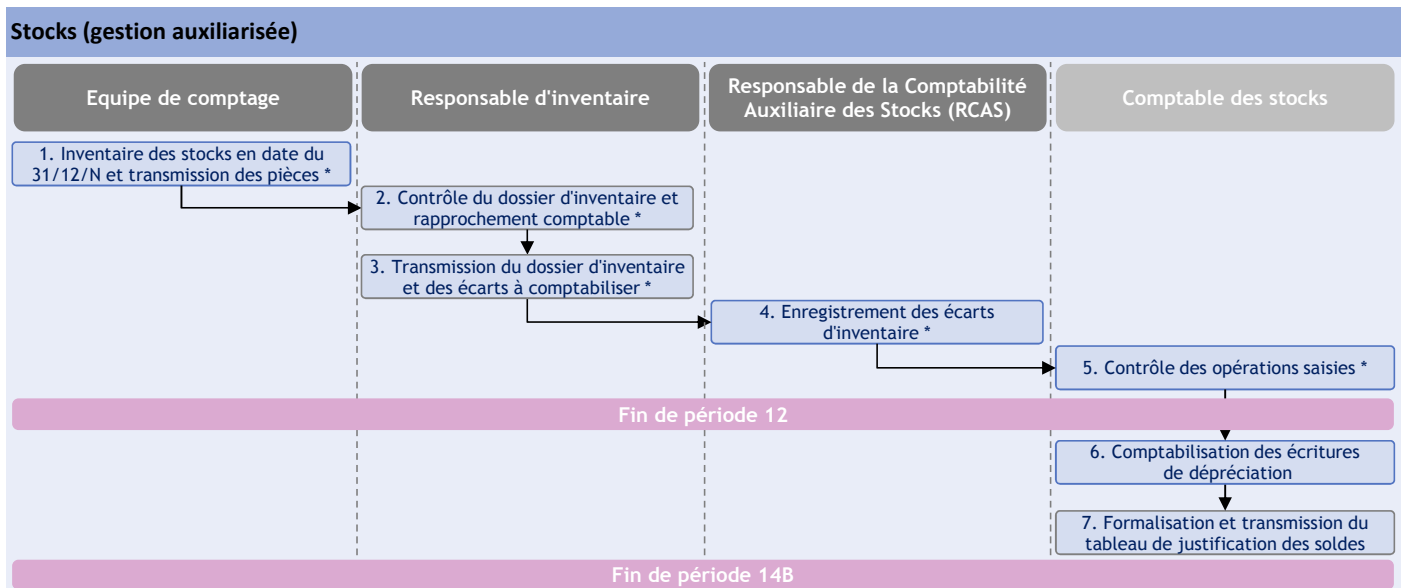 Stocks (gestion auxiliarisée)
Equipe de comptage
Responsable d'inventaire
Responsable de la Comptabilité
Auxiliaire des Stocks (RCAS)
Comptable des stocks
1. Inventaire des stocks en date du
31/12/N et transmission des pièces *
2. Contrôle du dossier d'inventaire et
rapprochement comptable *
3. Transmission du dossier d'inventaire
et des écarts à comptabiliser *
4. Enregistrement des écarts
d'inventaire *
5. Contrôle des opérations saisies *
Fin de période 12
6. Comptabilisation des écritures
de dépréciation
7. Formalisation et transmission du
tableau de justification des soldes
Fin de période 14B